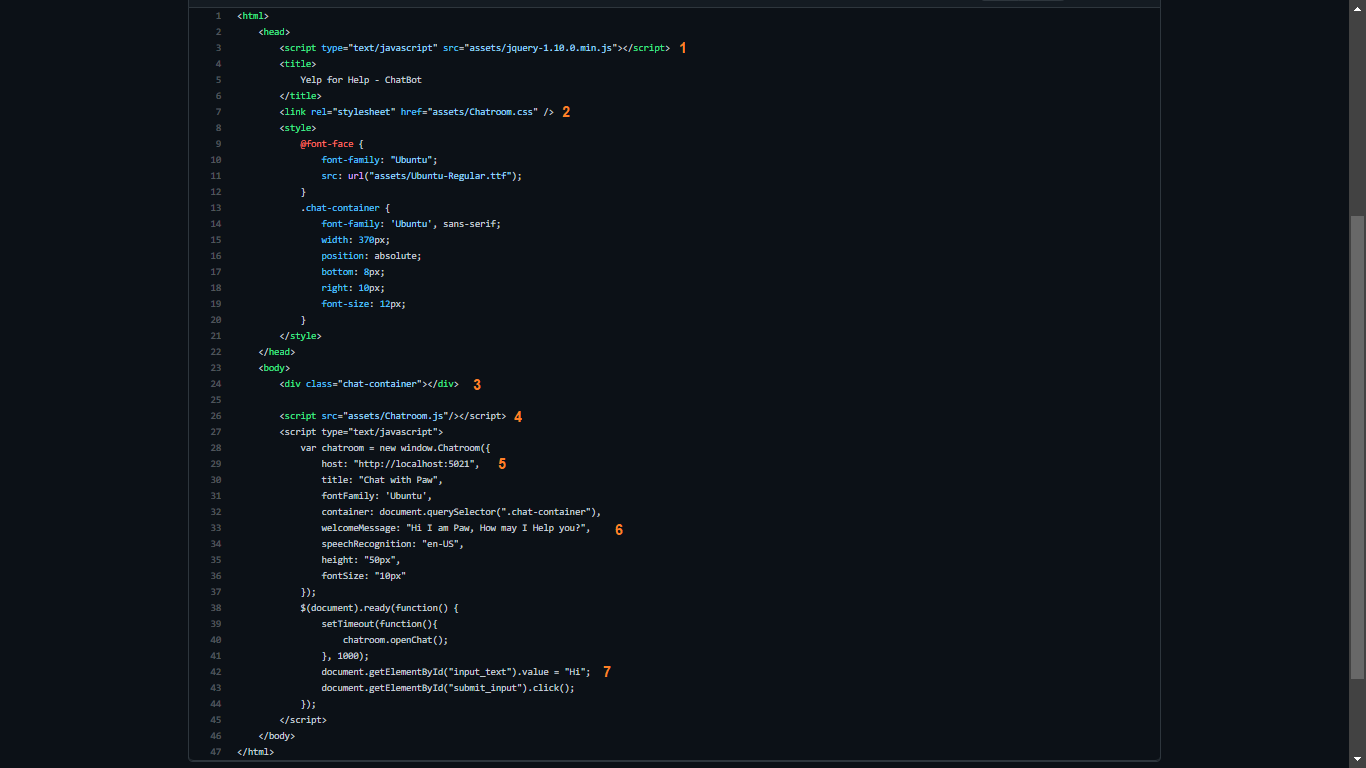 1 <html>
2 <head>
3 <script type="text/javascript" src="assets/jquery-1.10.0.min.js"></script> 1
4 <title>
5 Yelp for Help - ChatBot
6 </title>
7 <link rel="stylesheet" href="assets/Chatroom.css" /> 2
8 <style>
9 @font-face {
10 font-family: "Ubuntu";
11 src: url("assets/Ubuntu-Regular.ttf");
12 }
13 .chat-container {
14 font-family: 'Ubuntu', sans-serif;
15 width: 370px;
16 position: absolute;
17 bottom: 8px;
18 right: 10px;
19 font-size: 12px;
20 }
21 </style>
22 </head>
23 <body>
24 <div class="chat-container"></div> 3
25
26 <script src="assets/Chatroom.js"/></script> 4
27 <script type="text/javascript">
28 var chatroom = new window.Chatroom({
29 host: "http://localhost:5021", 5
30 title: "Chat with Paw",
31 fontFamily: 'Ubuntu',
32 container: document.querySelector(".chat-container"),
33 welcomeMessage: "Hi I am Paw, How may I Help you?", 6
34 speechRecognition: "en-US",
35 height: "50px",
36 fontSize: "10px"
37 });
38 $(document).ready(function() {
39 setTimeout(function(){
40 chatroom.openChat();
41 }, 1000);
42 document.getElementById("input_text").value = "Hi"; 7
43 document.getElementById("submit_input").click();
44 });
45 </script>
46 </body>
47 </html>